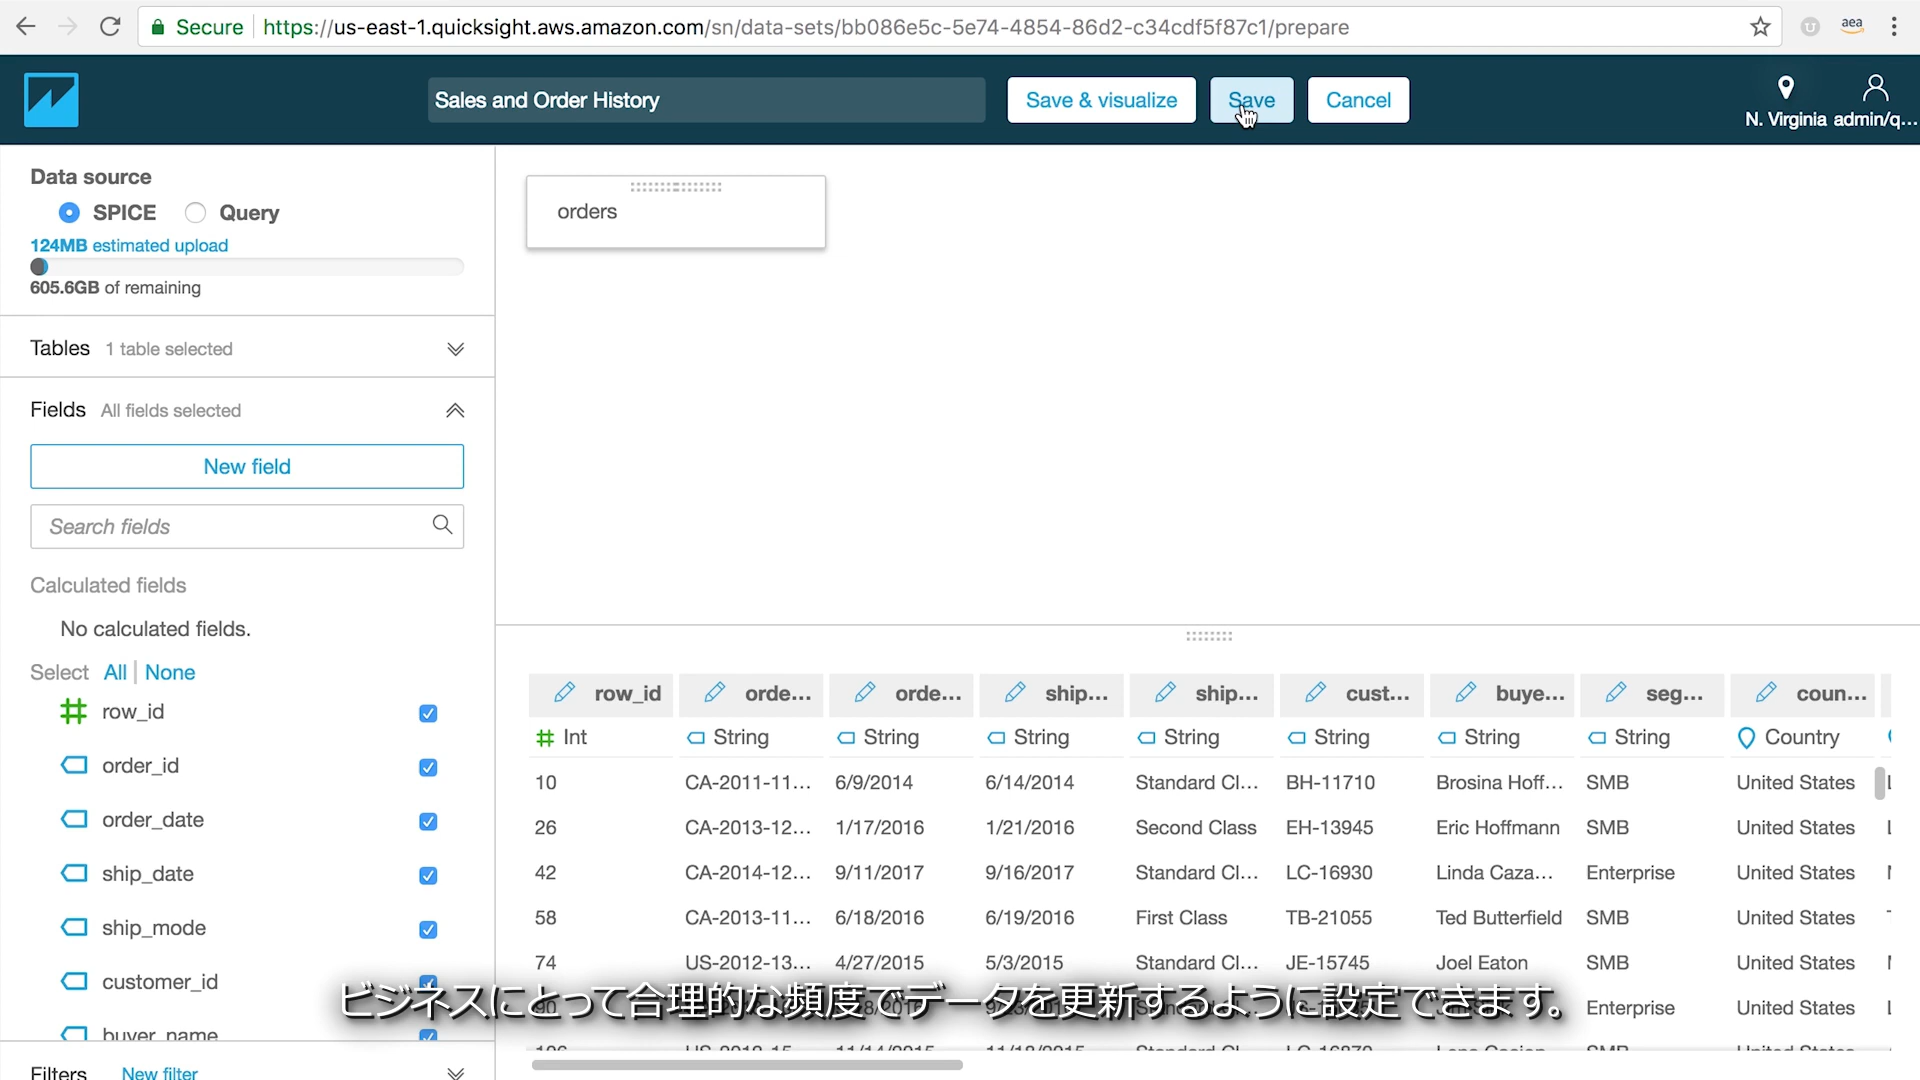 Secure https://us-east-1.quicksight.aws.amazon.com/sn/data-sets/bb086e5c-5e74-4854-86d2-c34cdf5f87c1/prepare
aea
Sales and Order History
Save & visualize
Save
Cancel
N. Virginia
admin/q...
Data source
SPICE
Query
124MB estimated upload
605.6GB of remaining
Tables 1 table selected
Fields All fields selected
New field
Search fields
Calculated fields
No calculated fields.
Select All | None
row_id
order_id
order_date
ship_date
ship_mode
customer_id
buyer_name
Filters New filter
orders
row_id orde... orde... ship... ship... cust... buye... seg... coun...
Int String String String String String String String Country
10 CA-2011-11... 6/9/2014 6/14/2014 Standard Cl... BH-11710 Brosina Hoff... SMB United States
26 CA-2013-12... 1/17/2016 1/21/2016 Second Class EH-13945 Eric Hoffmann SMB United States
42 CA-2014-12... 9/11/2017 9/16/2017 Standard Cl... LC-16930 Linda Caza... Enterprise United States
58 CA-2013-11... 6/18/2016 6/19/2016 First Class TB-21055 Ted Butterfield SMB United States
74 US-2012-13... 4/27/2015 5/3/2015 Standard Cl... JE-15745 Joel Eaton SMB United States
90 Enterprise United States
ビジネスにとって合理的な頻度でデータを更新するように設定できます。